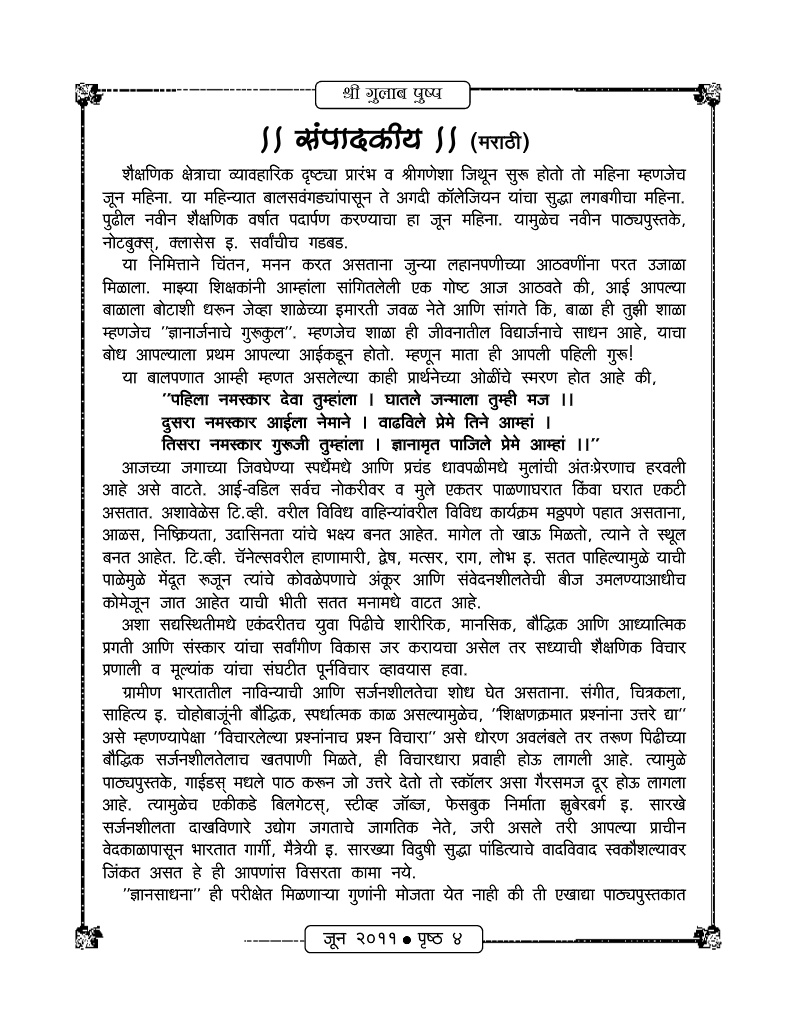 श्री गुलाब पुष्प
।। संपादकीय ।। (मराठी)
शैक्षणिक क्षेत्राचा व्यावहारिक दृष्ट्या प्रारंभ व श्रीगणेशा जिथून सुरू होतो तो महिना म्हणजेच
जून महिना. या महिन्यात बालसवंगड्यांपासून ते अगदी कॉलेजियन यांचा सुद्धा लगबगीचा महिना.
पुढील नवीन शैक्षणिक वर्षात पदार्पण करण्याचा हा जून महिना. यामुळेच नवीन पाठ्यपुस्तके,
नोटबुक्स्, क्लासेस इ. सर्वांचीच गडबड.
या निमित्ताने चिंतन, मनन करत असताना जुन्या लहानपणीच्या आठवणींना परत उजाळा
मिळाला. माझ्या शिक्षकांनी आम्हांला सांगितलेली एक गोष्ट आज आठवते की, आई आपल्या
बाळाला बोटाशी धरून जेव्हा शाळेच्या इमारती जवळ नेते आणि सांगते कि, बाळा ही तुझी शाळा
म्हणजेच ''ज्ञानार्जनाचे गुरूकुल''. म्हणजेच शाळा ही जीवनातील विद्यार्जनाचे साधन आहे, याचा
बोध आपल्याला प्रथम आपल्या आईकडून होतो. म्हणून माता ही आपली पहिली गुरू!
या बालपणात आम्ही म्हणत असलेल्या काही प्रार्थनेच्या ओळींचे स्मरण होत आहे की,
''पहिला नमस्कार देवा तुम्हांला । घातले जन्माला तुम्ही मज ।।
दुसरा नमस्कार आईला नेमाने । वाढविले प्रेमे तिने आम्हां ।
तिसरा नमस्कार गुरूजी तुम्हांला । ज्ञानामृत पाजिले प्रेमे आम्हां ।।''
आजच्या जगाच्या जिवघेण्या स्पर्धेमधे आणि प्रचंड धावपळीमधे मुलांची अंतःप्रेरणाच हरवली
आहे असे वाटते. आई-वडिल सर्वच नोकरीवर व मुले एकतर पाळणाघरात किंवा घरात एकटी
असतात. अशावेळेस टि.व्ही. वरील विविध वाहिन्यांवरील विविध कार्यक्रम मठ्ठपणे पहात असताना,
आळस, निष्क्रियता, उदासिनता यांचे भक्ष्य बनत आहेत. मागेल तो खाऊ मिळतो, त्याने ते स्थूल
बनत आहेत. टि.व्ही. चॅनेल्सवरील हाणामारी, द्वेष, मत्सर, राग, लोभ इ. सतत पाहिल्यामुळे याची
पाळेमुळे मेंदूत रूजून त्यांचे कोवळेपणाचे अंकूर आणि संवेदनशीलतेची बीज उमलण्याआधीच
कोमेजून जात आहेत याची भीती सतत मनामधे वाटत आहे.
अशा सद्यस्थितीमधे एकंदरीतच युवा पिढीचे शारीरिक, मानसिक, बौद्धिक आणि आध्यात्मिक
प्रगती आणि संस्कार यांचा सर्वांगीण विकास जर करायचा असेल तर सध्याची शैक्षणिक विचार
प्रणाली व मूल्यांक यांचा संघटीत पूर्नविचार व्हावयास हवा.
ग्रामीण भारतातील नाविन्याची आणि सर्जनशीलतेचा शोध घेत असताना. संगीत, चित्रकला,
साहित्य इ. चोहोबाजूंनी बौद्धिक, स्पर्धात्मक काळ असल्यामुळेच, ''शिक्षणक्रमात प्रश्नांना उत्तरे द्या''
असे म्हणण्यापेक्षा ''विचारलेल्या प्रश्नांनाच प्रश्न विचारा'' असे धोरण अवलंबले तर तरूण पिढीच्या
बौद्धिक सर्जनशीलतेलाच खतपाणी मिळते, ही विचारधारा प्रवाही होऊ लागली आहे. त्यामुळे
पाठ्यपुस्तके, गाईडस् मधले पाठ करून जो उत्तरे देतो तो स्कॉलर असा गैरसमज दूर होऊ लागला
आहे. त्यामुळेच एकीकडे बिलगेटस्, स्टीव्ह जॉब्ज, फेसबुक निर्माता झुबेरबर्ग इ. सारखे
सर्जनशीलता दाखविणारे उद्योग जगताचे जागतिक नेते, जरी असले तरी आपल्या प्राचीन
वेदकाळापासून भारतात गार्गी, मैत्रेयी इ. सारख्या विदुषी सुद्धा पांडित्याचे वादविवाद स्वकौशल्यावर
जिंकत असत हे ही आपणांस विसरता कामा नये.
''ज्ञानसाधना'' ही परीक्षेत मिळणाऱ्या गुणांनी मोजता येत नाही की ती एखाद्या पाठ्यपुस्तकात
जून २०११ ● पृष्ठ ४